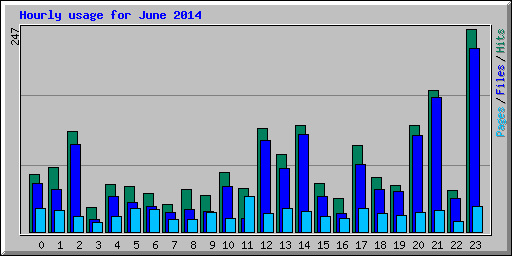 Hourly usage for June 2014
247
Pages / Files / Hits
0 1 2 3 4 5 6 7 8 9 10 11 12 13 14 15 16 17 18 19 20 21 22 23